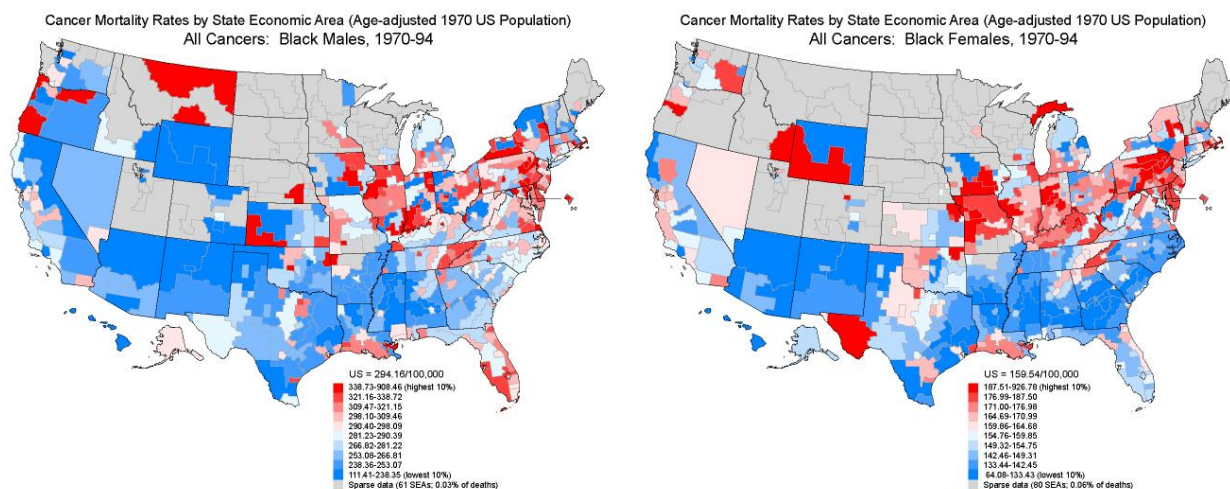 Cancer Mortality Rates by State Economic Area (Age-adjusted 1970 US Population)
All Cancers: Black Males, 1970-94
US = 294.16/100,000
338.73-908.46 (highest 10%)
321.16-338.72
309.47-321.15
298.10-309.46
290.40-298.09
281.23-290.39
266.82-281.22
253.08-266.81
238.36-253.07
111.41-238.35 (lowest 10%)
Sparse data (61 SEAs; 0.03% of deaths)
Cancer Mortality Rates by State Economic Area (Age-adjusted 1970 US Population)
All Cancers: Black Females, 1970-94
US = 159.54/100,000
187.51-926.78 (highest 10%)
176.99-187.50
171.00-176.98
164.69-170.99
159.86-164.68
154.76-159.85
149.32-154.75
142.46-149.31
133.44-142.45
64.08-133.43 (lowest 10%)
Sparse data (80 SEAs; 0.06% of deaths)